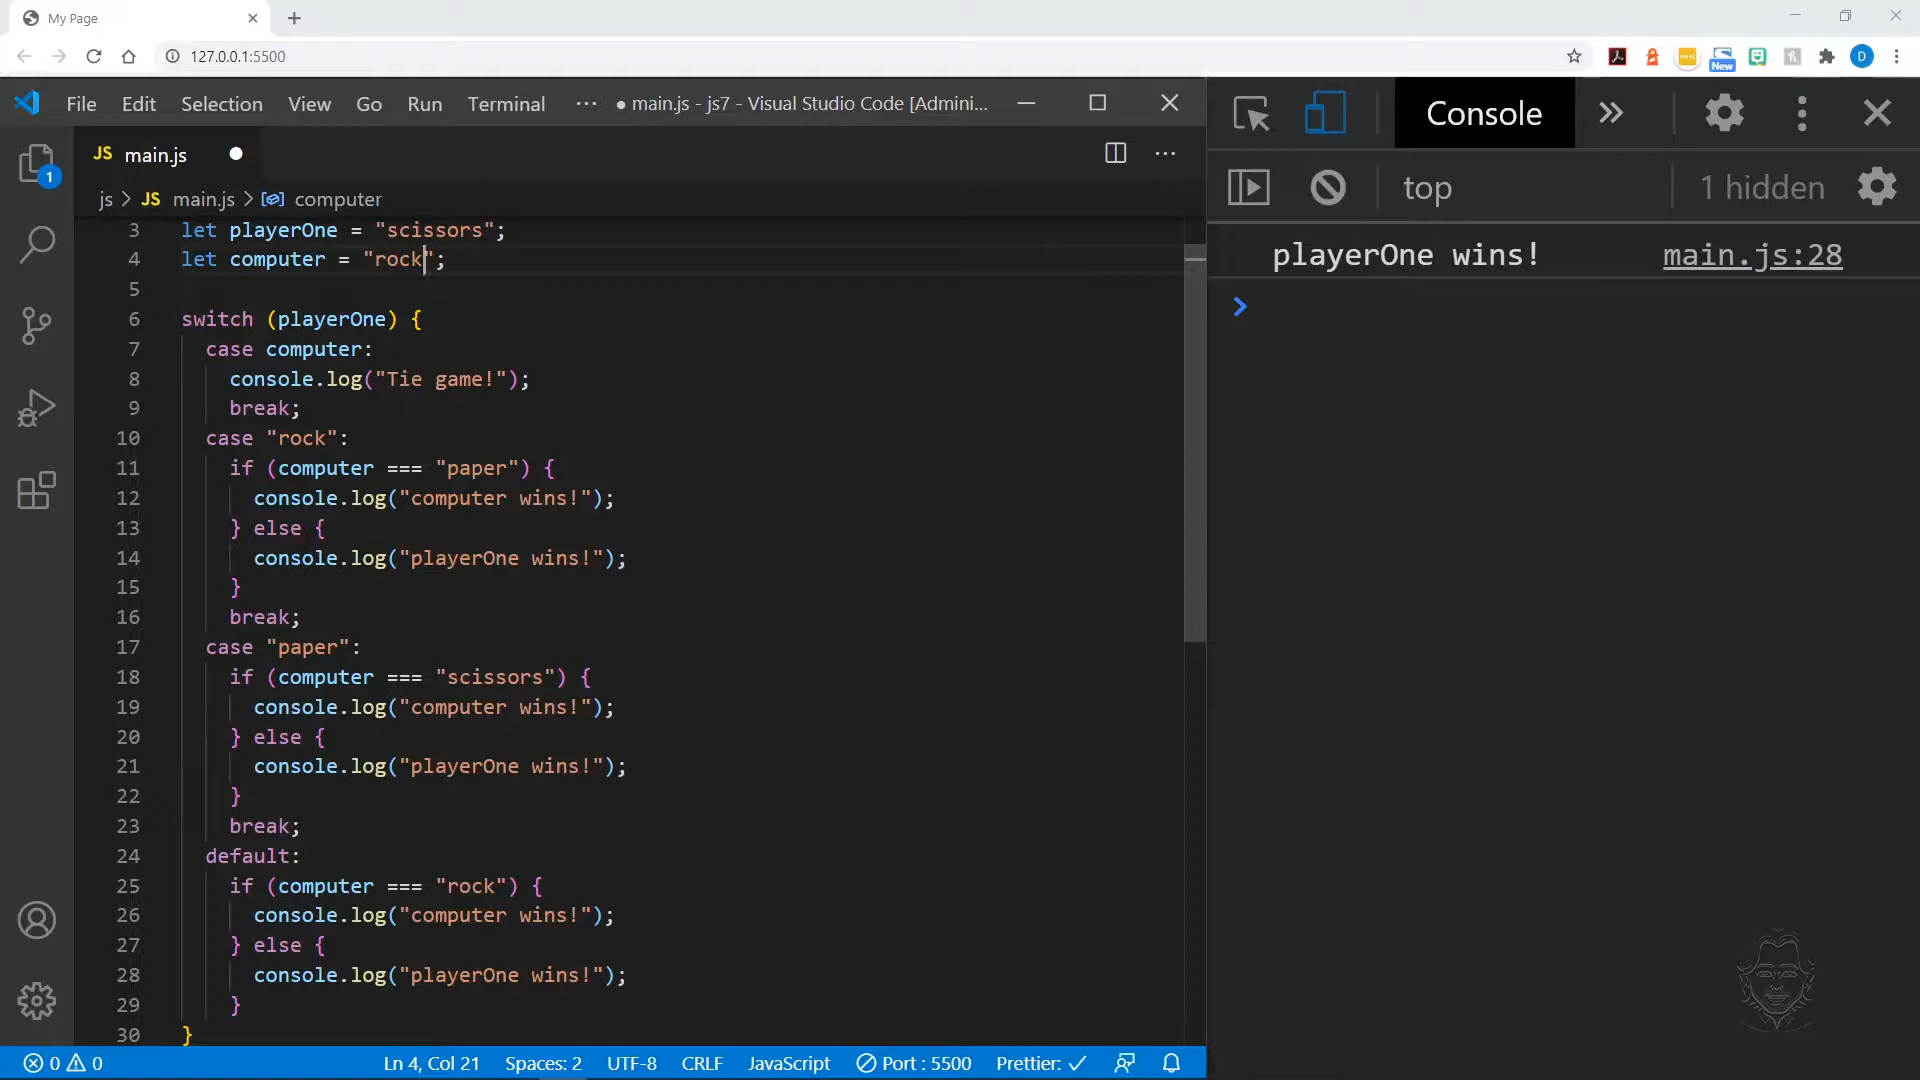 My Page
127.0.0.1:5500
New
D
File Edit Selection View Go Run Terminal ··· ● main.js - js7 - Visual Studio Code [Admini...
Console
JS main.js
1
top
1 hidden
js > JS main.js > computer
playerOne wins! main.js:28
3 let playerOne = "scissors";
4 let computer = "rock";
5
6 switch (playerOne) {
7 case computer:
8 console.log("Tie game!");
9 break;
10 case "rock":
11 if (computer === "paper") {
12 console.log("computer wins!");
13 } else {
14 console.log("playerOne wins!");
15 }
16 break;
17 case "paper":
18 if (computer === "scissors") {
19 console.log("computer wins!");
20 } else {
21 console.log("playerOne wins!");
22 }
23 break;
24 default:
25 if (computer === "rock") {
26 console.log("computer wins!");
27 } else {
28 console.log("playerOne wins!");
29 }
30 }
0 0 Ln 4, Col 21 Spaces: 2 UTF-8 CRLF JavaScript Port : 5500 Prettier: ✓